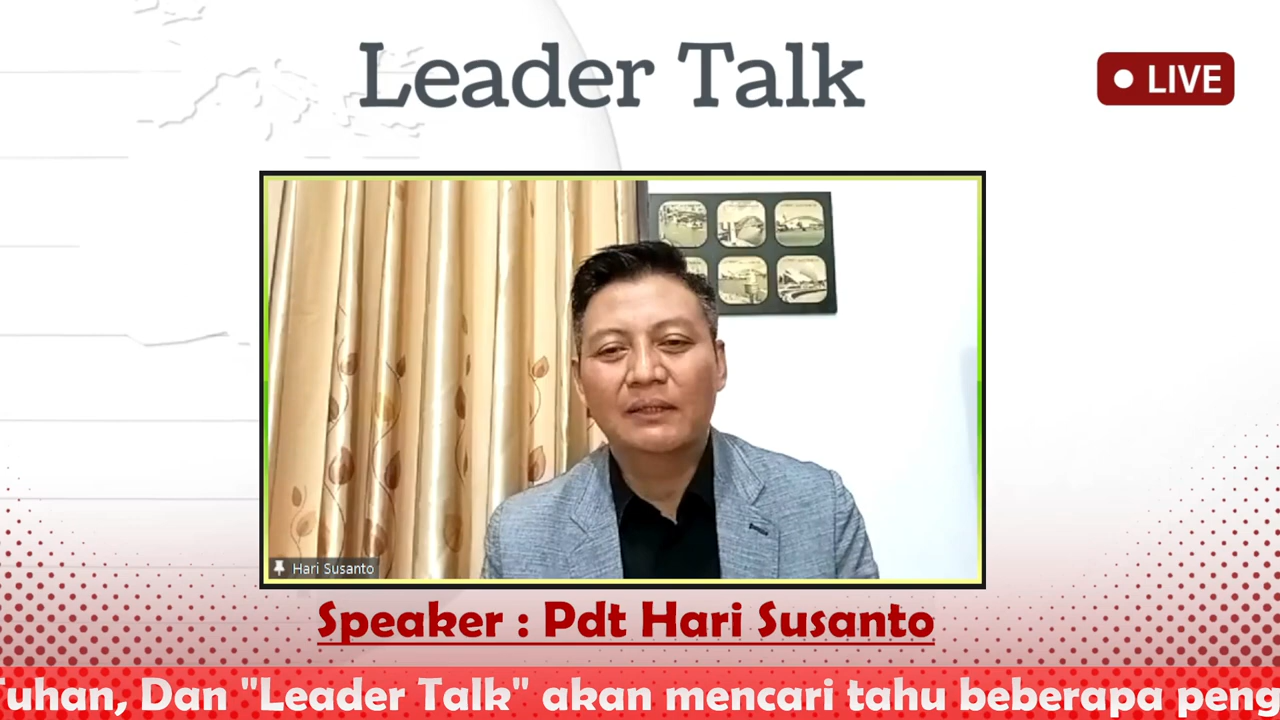 Leader Talk
LIVE
Hari Susanto
Speaker : Pdt Hari Susanto
Tuhan, Dan "Leader Talk" akan mencari tahu beberapa peng